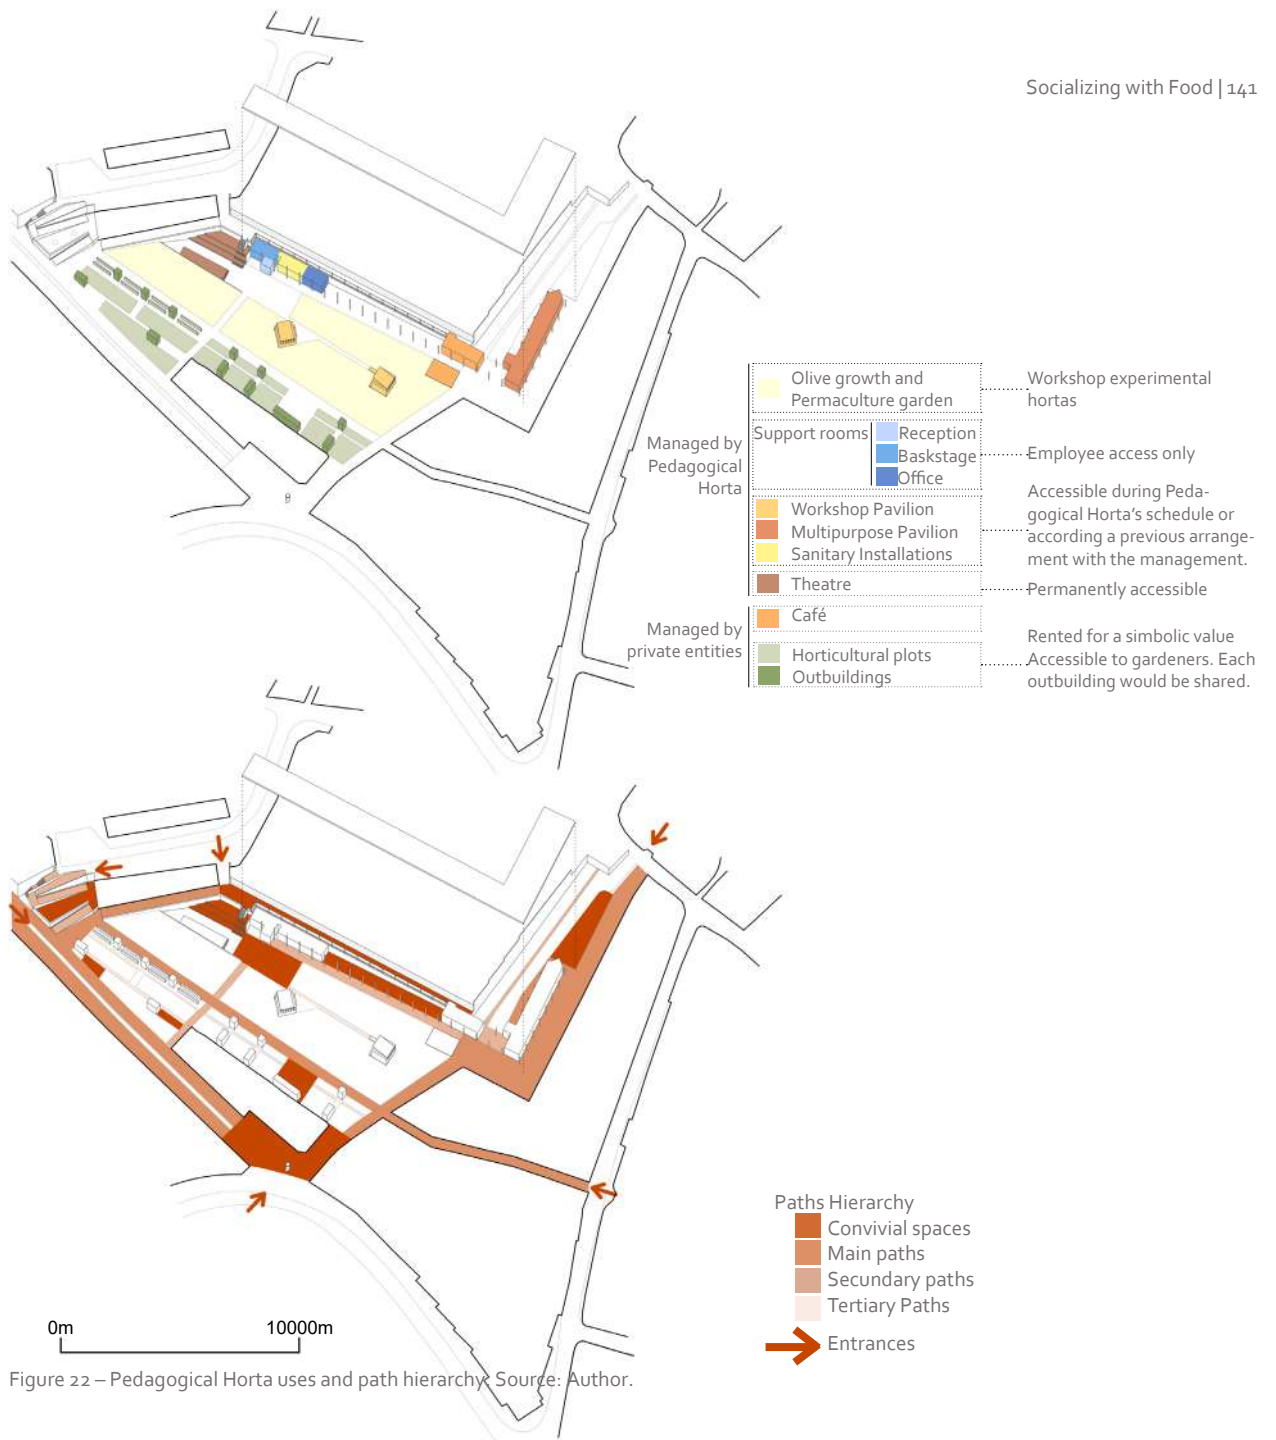 Socializing with Food | 141
Olive growth and
Permaculture garden
Workshop experimental
hortas
Managed by
Pedagogical
Horta
Support rooms
Reception
Backstage
Office
Employee access only
Workshop Pavilion
Multipurpose Pavilion
Sanitary Installations
Accessible during Peda-
gogical Horta's schedule or
according a previous arrange-
ment with the management.
Theatre
Permanently accessible
Managed by
private entities
Café
Horticultural plots
Outbuildings
Rented for a simbolic value
Accessible to gardeners. Each
outbuilding would be shared.
Paths Hierarchy
Convivial spaces
Main paths
Secundary paths
Tertiary Paths
Entrances
0m 10000m
Figure 22 – Pedagogical Horta uses and path hierarchy. Source: Author.